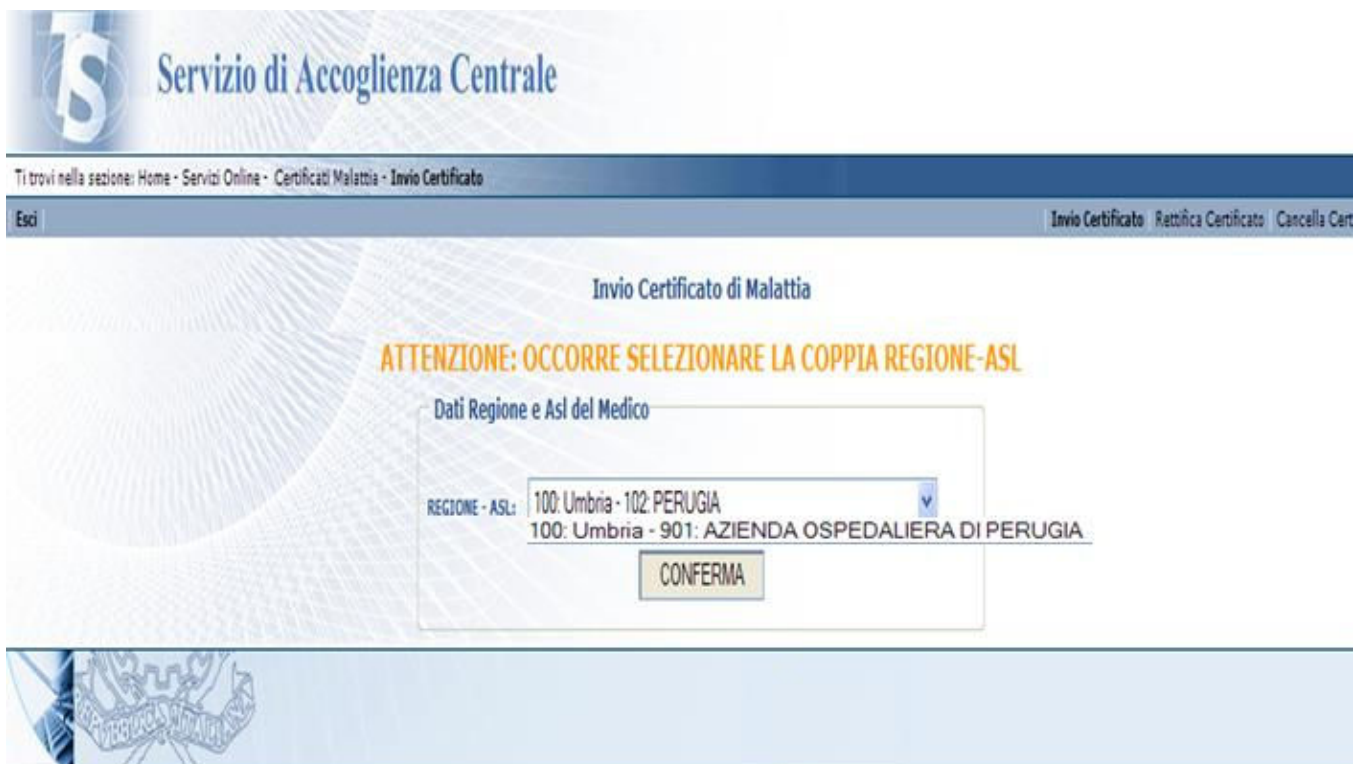 TS
Servizio di Accoglienza Centrale
Ti trovi nella sezione: Home - Servizi Online - Certificati Malattia - Invio Certificato
Esci
Invio Certificato Rettifica Certificato Cancella Cert
Invio Certificato di Malattia
ATTENZIONE: OCCORRE SELEZIONARE LA COPPIA REGIONE-ASL
Dati Regione e Asl del Medico
REGIONE - ASL: 100: Umbria - 102: PERUGIA
100: Umbria - 901: AZIENDA OSPEDALIERA DI PERUGIA
CONFERMA